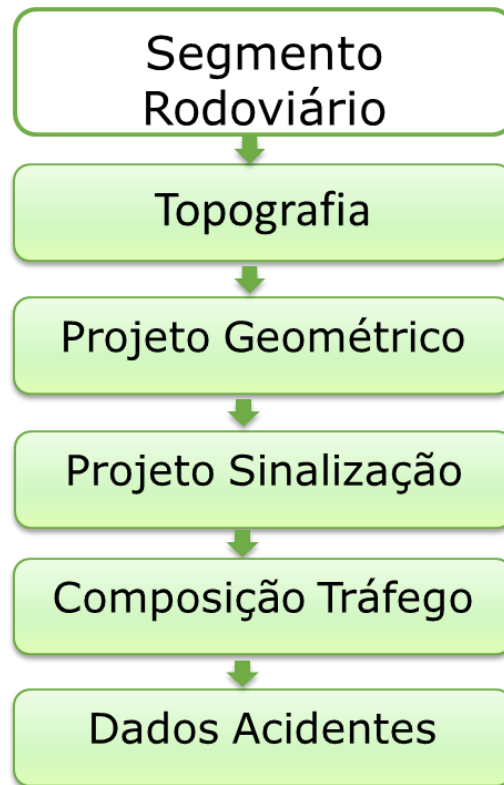 Segmento
Rodoviário
Topografia
Projeto Geométrico
Projeto Sinalização
Composição Tráfego
Dados Acidentes